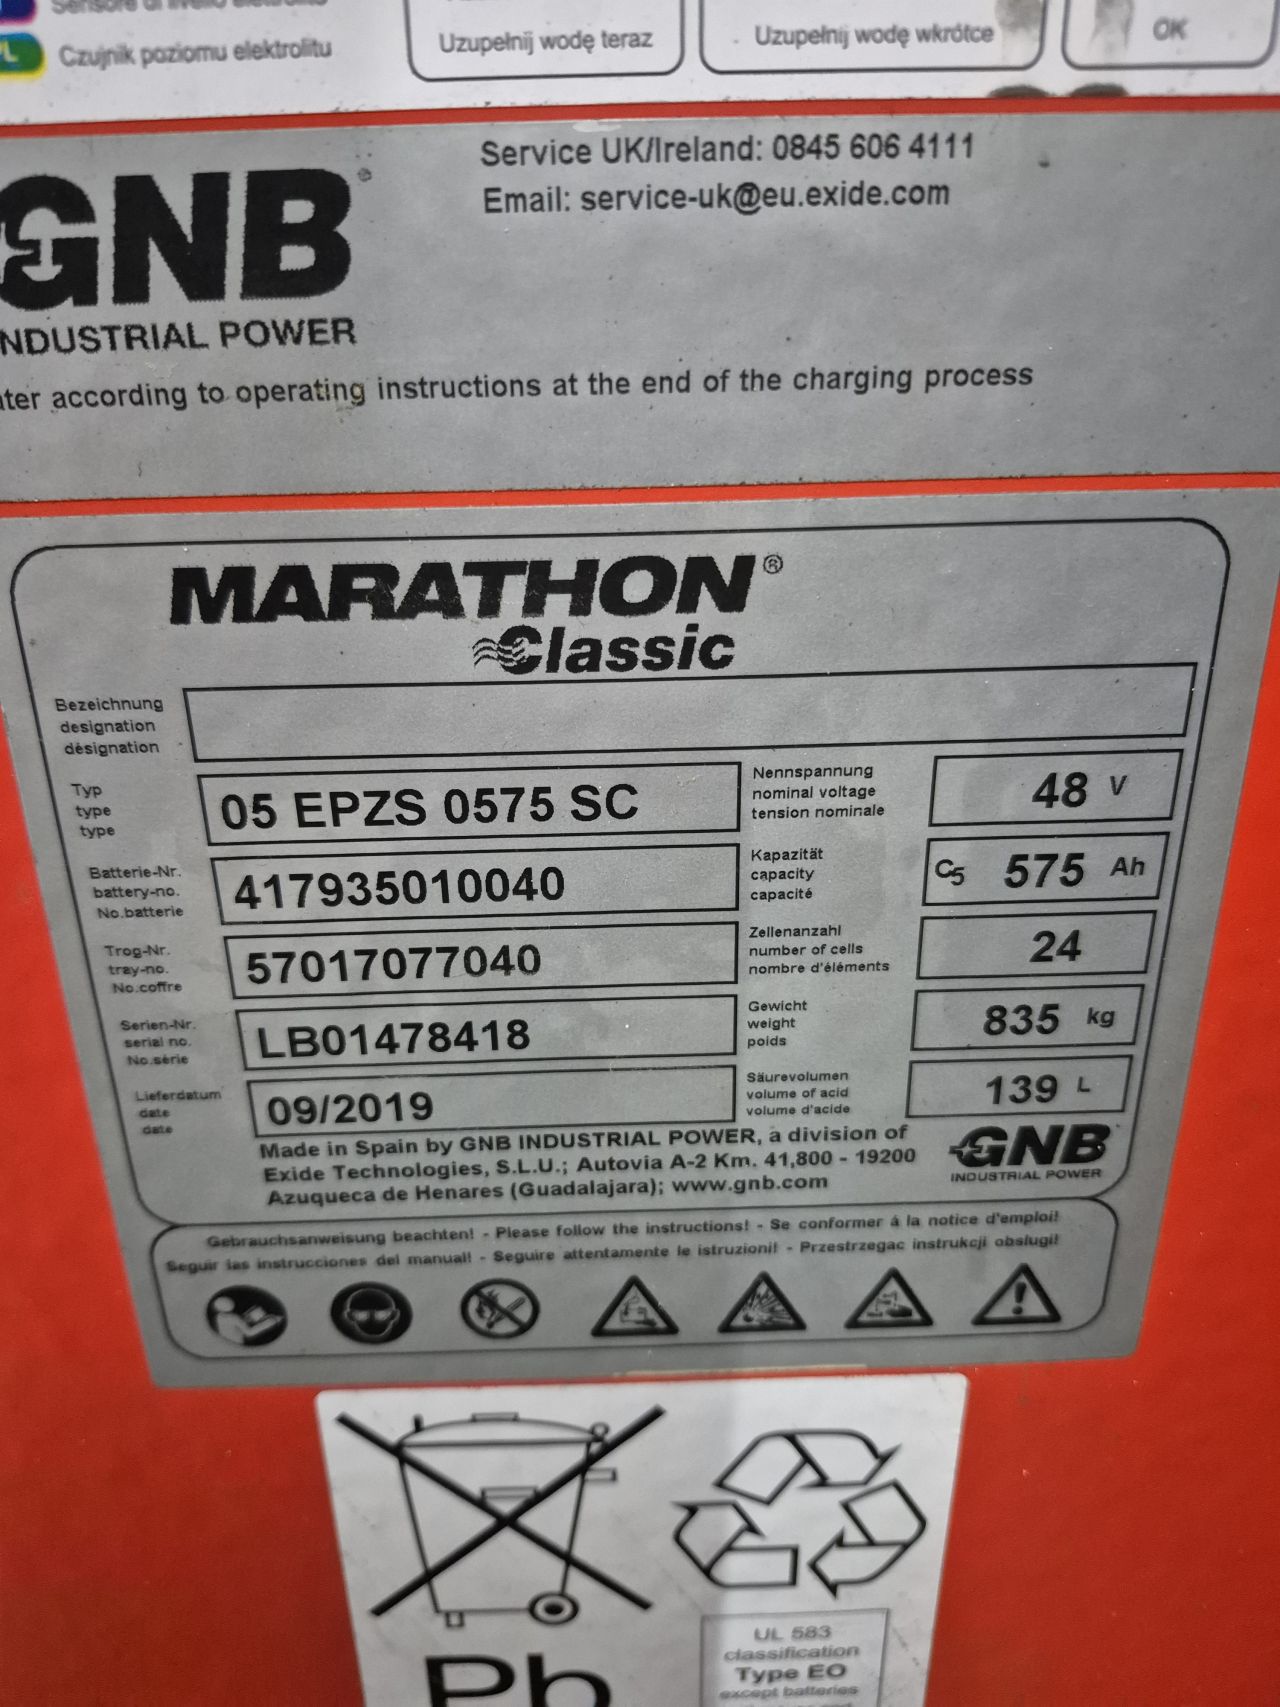 Sensore di livello elettrolito
PL Czujnik poziomu elektrolitu
Uzupełnij wodę teraz
Uzupełnij wodę wkrótce
OK
Service UK/Ireland: 0845 606 4111
Email: service-uk@eu.exide.com
GNB®
INDUSTRIAL POWER
according to operating instructions at the end of the charging process
MARATHON®
Classic
Bezeichnung
designation
désignation
Typ
type
type
05 EPZS 0575 SC
Nennspannung
nominal voltage
tension nominale
48 V
Batterie-Nr.
battery-no.
No.batterie
417935010040
Kapazität
capacity
capacité
C5 575 Ah
Trog-Nr.
tray-no.
No.coffre
57017077040
Zellenanzahl
number of cells
nombre d'éléments
24
Serien-Nr.
serial no.
No.série
LB01478418
Gewicht
weight
poids
835 kg
Lieferdatum
date
date
09/2019
Säurevolumen
volume of acid
volume d'acide
139 L
Made in Spain by GNB INDUSTRIAL POWER, a division of
Exide Technologies, S.L.U.; Autovia A-2 Km. 41,800 - 19200
Azuqueca de Henares (Guadalajara); www.gnb.com
GNB
INDUSTRIAL POWER
Gebrauchsanweisung beachten! - Please follow the instructions! - Se conformer á la notice d'emploi!
Seguir las instrucciones del manual! - Seguire attentamente le istruzioni! - Przestrzegac instrukcji obslugi!
Pb
UL 583
classification
Type EO
except batteries